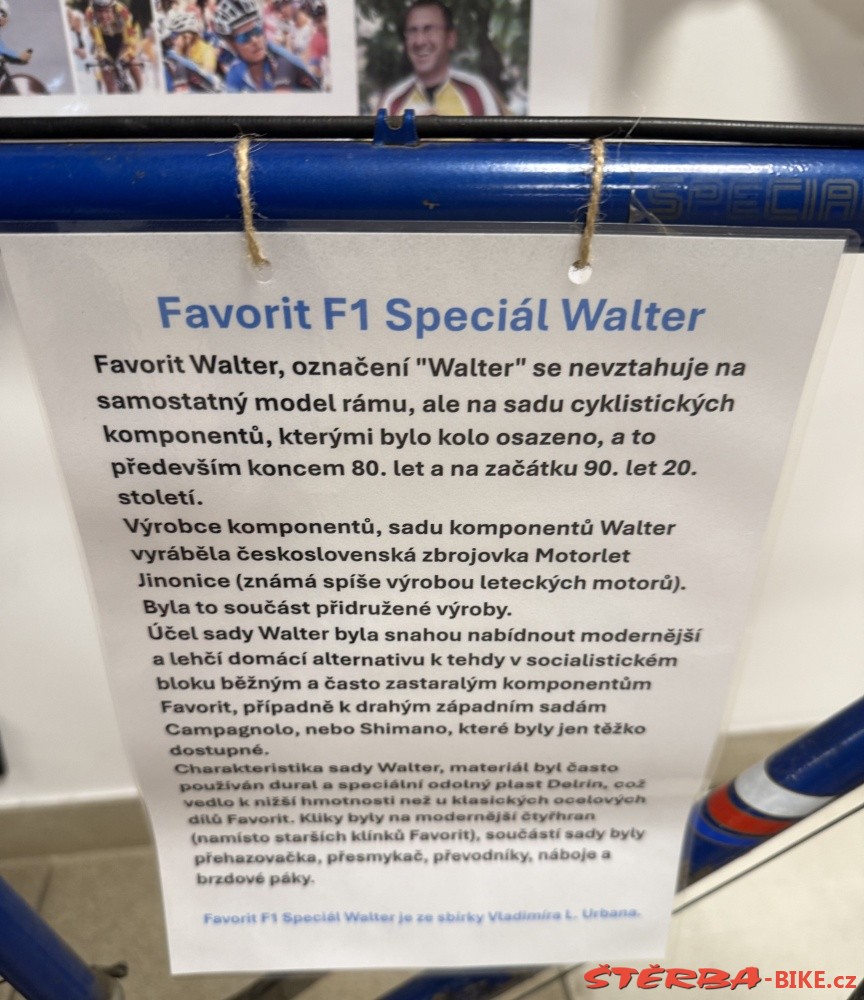 SPECIA
Favorit F1 Speciál Walter
Favorit Walter, označení "Walter" se nevztahuje na
samostatný model rámu, ale na sadu cyklistických
komponentů, kterými bylo kolo osazeno, a to
především koncem 80. let a na začátku 90. let 20.
století.
Výrobce komponentů, sadu komponentů Walter
vyráběla československá zbrojovka Motorlet
Jinonice (známá spíše výrobou leteckých motorů).
Byla to součást přidružené výroby.
Účel sady Walter byla snahou nabídnout modernější
a lehčí domácí alternativu k tehdy v socialistickém
bloku běžným a často zastaralým komponentům
Favorit, případně k drahým západním sadám
Campagnolo, nebo Shimano, které byly jen těžko
dostupné.
Charakteristika sady Walter, materiál byl často
používán dural a speciální odolný plast Delrin, což
vedlo k nižší hmotnosti než u klasických ocelových
dílů Favorit. Kliky byly na modernější čtyřhran
(namísto starších klínků Favorit), součástí sady byly
přehazovačka, přesmykač, převodníky, náboje a
brzdové páky.
Favorit F1 Speciál Walter je ze sbírky Vladimíra L. Urbana.
ŠTĚRBA-BIKE.cz